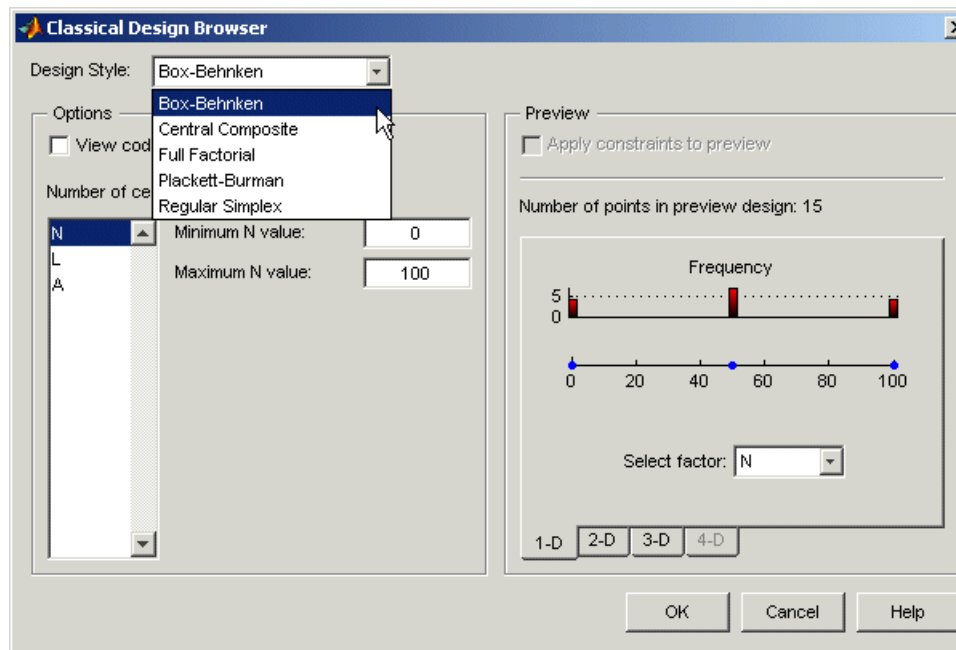 Classical Design Browser
Design Style: Box-Behnken
Box-Behnken
Central Composite
Full Factorial
Plackett-Burman
Regular Simplex
Options
View cod
Number of ce
N
L
A
Minimum N value: 0
Maximum N value: 100
Preview
Apply constraints to preview
Number of points in preview design: 15
Frequency
5
0
0 20 40 60 80 100
Select factor: N
1-D 2-D 3-D 4-D
OK Cancel Help